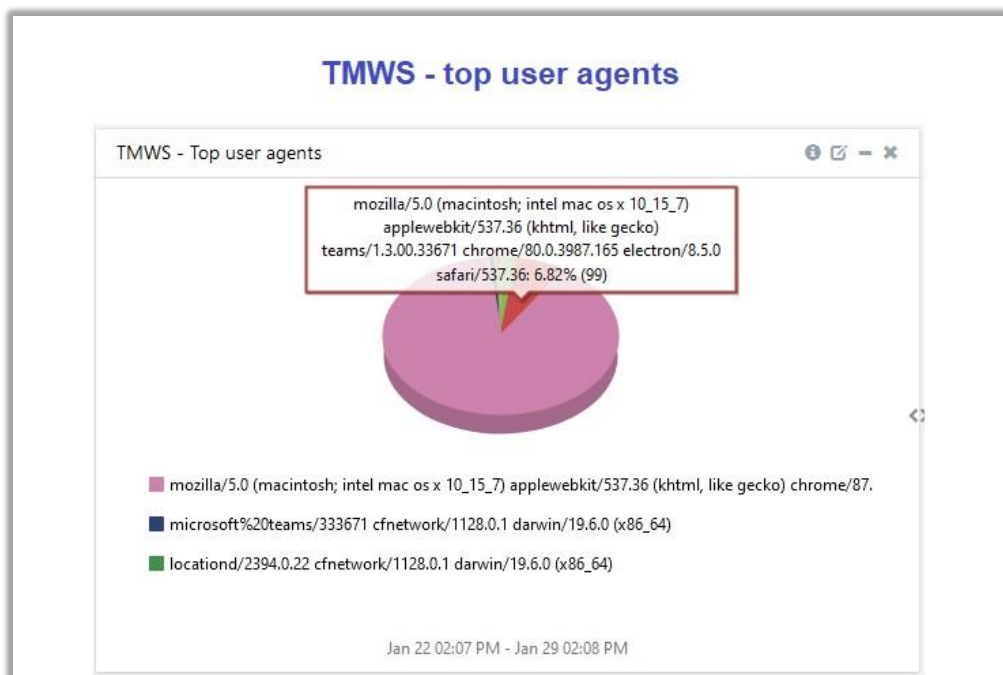 TMWS - top user agents
TMWS - Top user agents
mozilla/5.0 (macintosh; intel mac os x 10_15_7)
applewebkit/537.36 (khtml, like gecko)
teams/1.3.00.33671 chrome/80.0.3987.165 electron/8.5.0
safari/537.36: 6.82% (99)
mozilla/5.0 (macintosh; intel mac os x 10_15_7) applewebkit/537.36 (khtml, like gecko) chrome/87.
microsoft%20teams/333671 cfnetwork/1128.0.1 darwin/19.6.0 (x86_64)
locationd/2394.0.22 cfnetwork/1128.0.1 darwin/19.6.0 (x86_64)
Jan 22 02:07 PM - Jan 29 02:08 PM